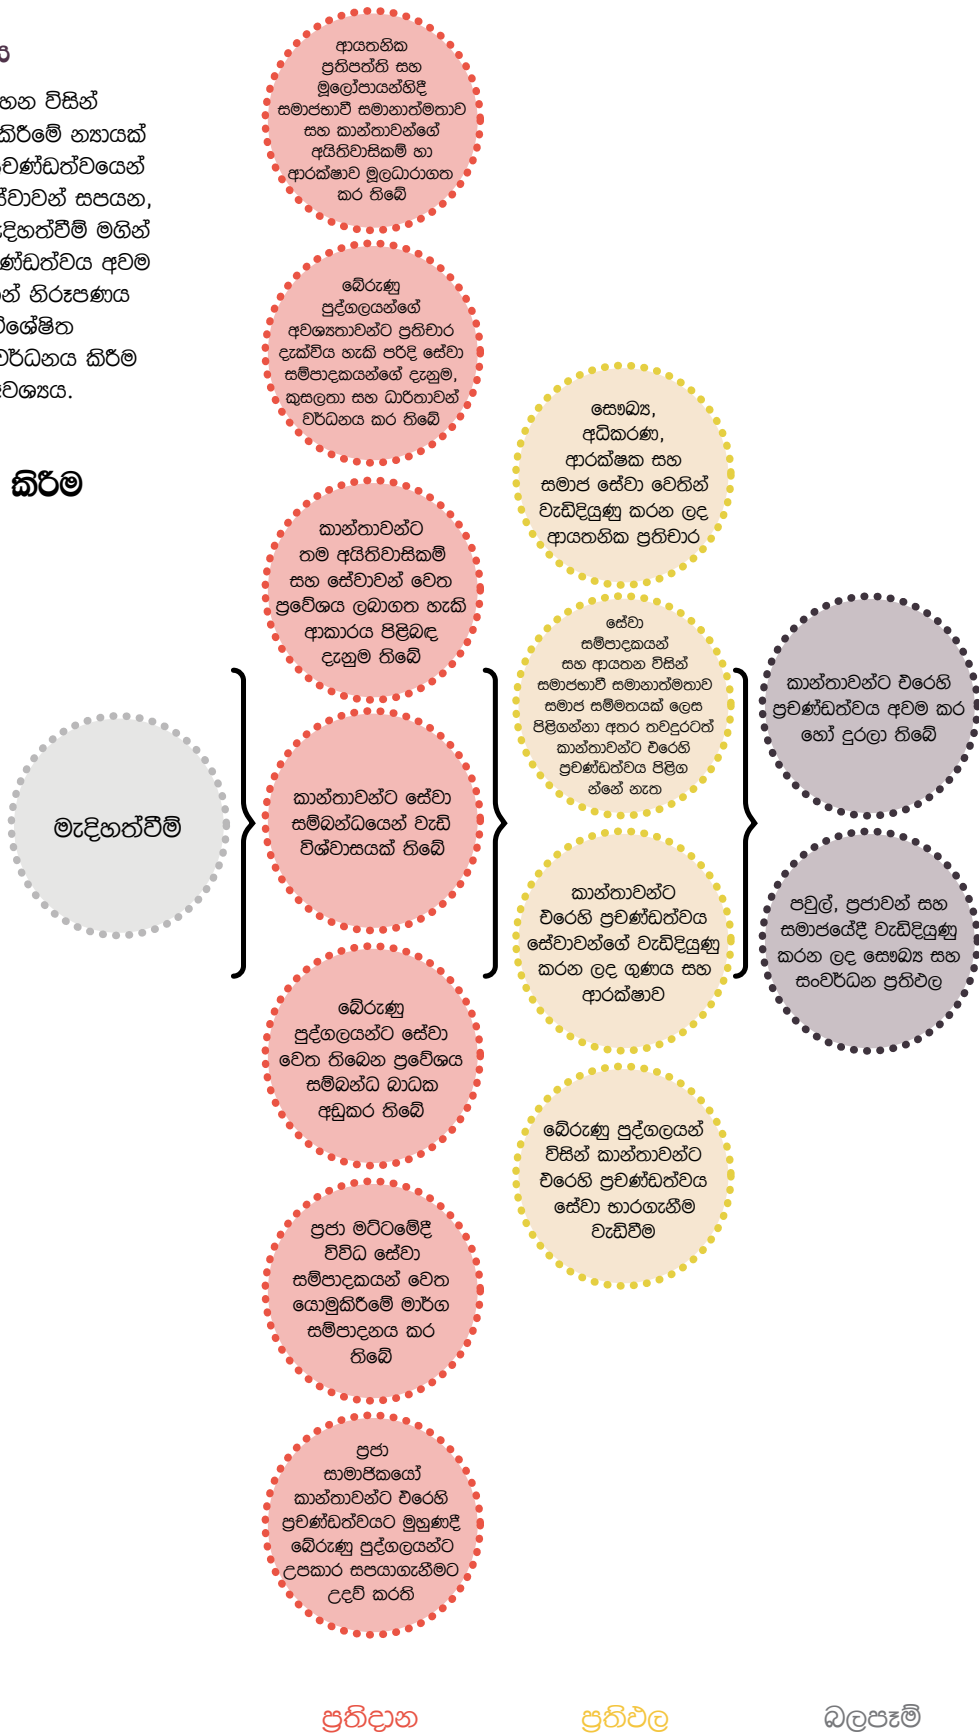 ය
හන විසින්
කිරීමේ න්‍යායක්
චණ්ඩත්වයෙන්
ස්වාවන් සපයන,
ැදිහත්වීම් මගින්
ණ්ඩත්වය අවම
න් නිරූපණය
විශේෂිත
වර්ධනය කිරීම
වශ්‍යය.
කිරීම
මැදිහත්වීම්
ආයතනික
ප්‍රතිපත්ති සහ
මූලෝපායන්හිදී
සමාජභාවී සමානාත්මතාව
සහ කාන්තාවන්ගේ
අයිතිවාසිකම් හා
ආරක්ෂාව මූලධාරාගත
කර තිබේ
බේරුණු
පුද්ගලයන්ගේ
අවශ්‍යතාවන්ට ප්‍රතිචාර
දැක්විය හැකි පරිදි සේවා
සම්පාදකයන්ගේ දැනුම,
කුසලතා සහ ධාරිතාවන්
වර්ධනය කර තිබේ
කාන්තාවන්ට
තම අයිතිවාසිකම්
සහ සේවාවන් වෙත
ප්‍රවේශය ලබාගත හැකි
ආකාරය පිළිබඳ
දැනුම තිබේ
කාන්තාවන්ට සේවා
සම්බන්ධයෙන් වැඩි
විශ්වාසයක් තිබේ
බේරුණු
පුද්ගලයන්ට සේවා
වෙත තිබෙන ප්‍රවේශය
සම්බන්ධ බාධක
අඩුකර තිබේ
ප්‍රජා මට්ටමේදී
විවිධ සේවා
සම්පාදකයන් වෙත
යොමුකිරීමේ මාර්ග
සම්පාදනය කර
තිබේ
ප්‍රජා
සාමාජිකයෝ
කාන්තාවන්ට එරෙහි
ප්‍රචණ්ඩත්වයට මුහුණදී
බේරුණු පුද්ගලයන්ට
උපකාර සපයාගැනීමට
උදව් කරති
සෞඛ්‍ය,
අධිකරණ,
ආරක්ෂක සහ
සමාජ සේවා වෙතින්
වැඩිදියුණු කරන ලද
ආයතනික ප්‍රතිචාර
සේවා
සම්පාදකයන්
සහ ආයතන විසින්
සමාජභාවී සමානාත්මතාව
සමාජ සම්මතයක් ලෙස
පිළිගන්නා අතර තවදුරටත්
කාන්තාවන්ට එරෙහි
ප්‍රචණ්ඩත්වය පිළිග
න්නේ නැත
කාන්තාවන්ට
එරෙහි ප්‍රචණ්ඩත්වය
සේවාවන්ගේ වැඩිදියුණු
කරන ලද ගුණය සහ
ආරක්ෂාව
බේරුණු පුද්ගලයන්
විසින් කාන්තාවන්ට
එරෙහි ප්‍රචණ්ඩත්වය
සේවා භාරගැනීම
වැඩිවීම
කාන්තාවන්ට එරෙහි
ප්‍රචණ්ඩත්වය අවම කර
හෝ දුරලා තිබේ
පවුල්, ප්‍රජාවන් සහ
සමාජයේදී වැඩිදියුණු
කරන ලද සෞඛ්‍ය සහ
සංවර්ධන ප්‍රතිඵල
ප්‍රතිදාන
ප්‍රතිඵල
බලපෑම්